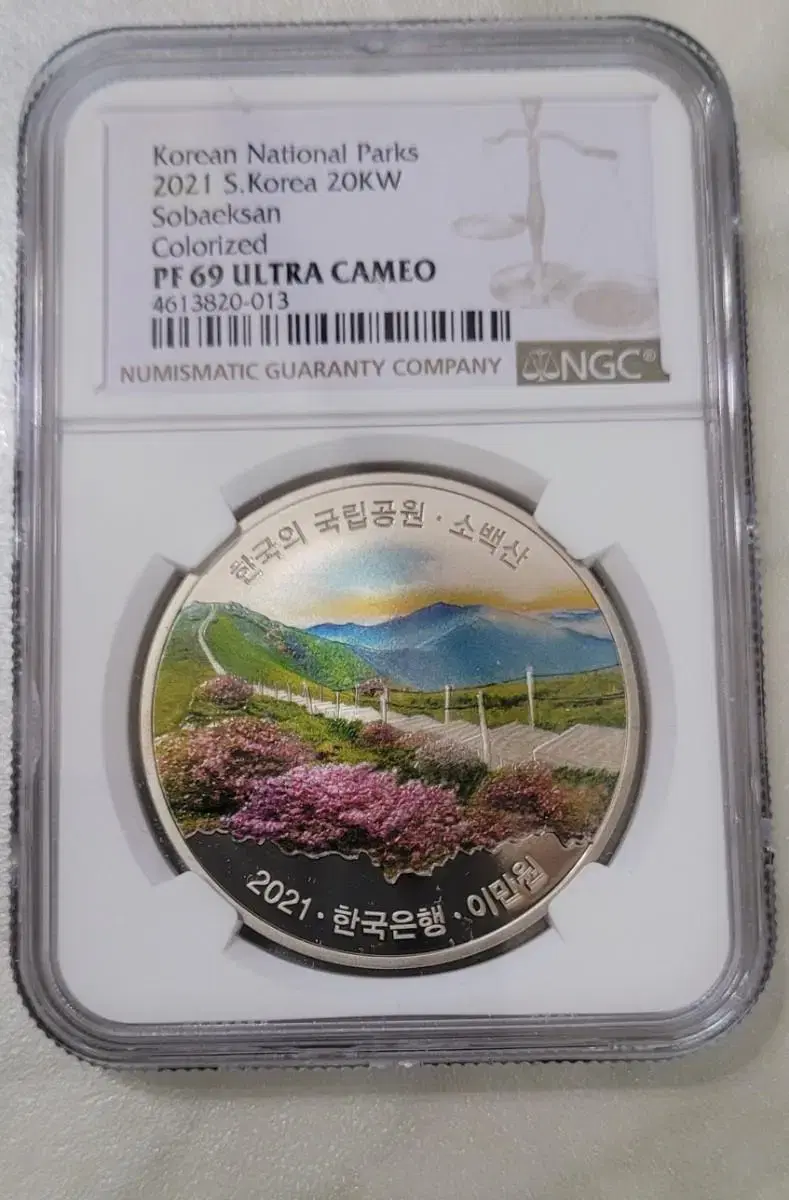 Korean National Parks
2021 S.Korea 20KW
Sobaeksan
Colorized
PF 69 ULTRA CAMEO
4613820-013
NUMISMATIC GUARANTY COMPANY
NGC®
한국의 국립공원 · 소백산
2021 · 한국은행 · 이만원